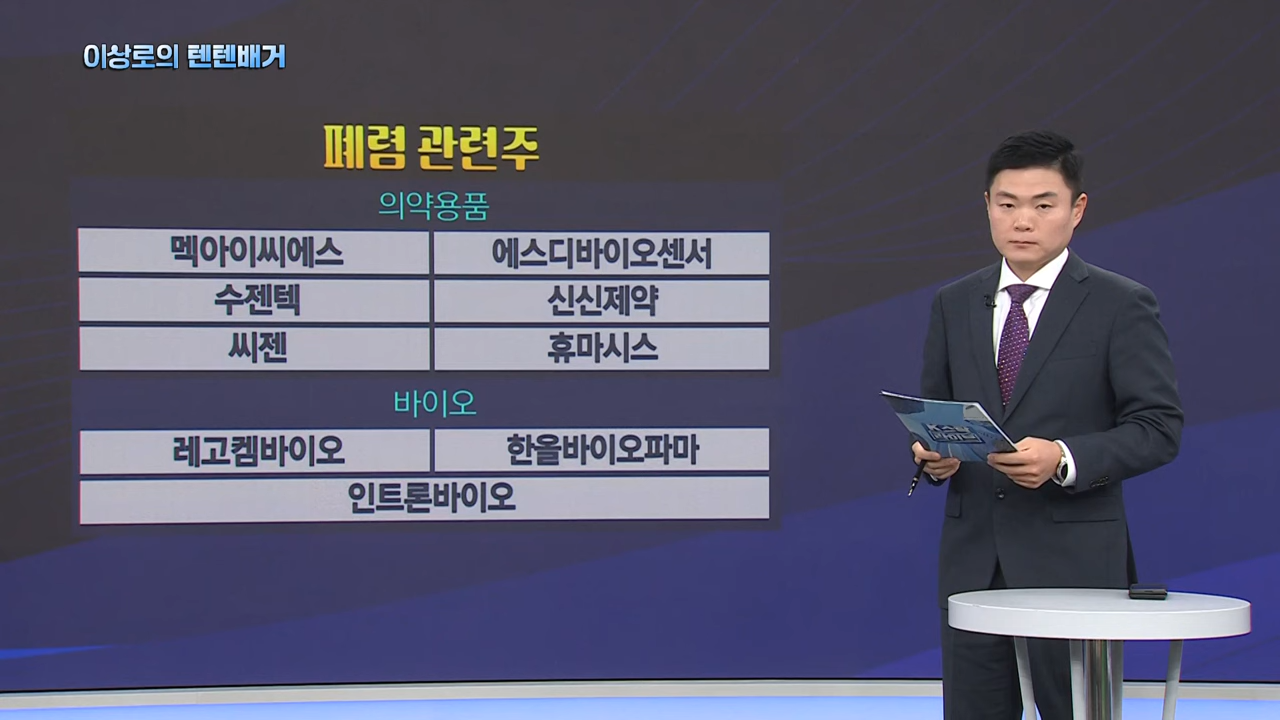 이상로의 텐텐배거
폐렴 관련주
의약용품
멕아이씨에스 에스디바이오센서
수젠텍 신신제약
씨젠 휴마시스
바이오
레고켐바이오 한올바이오파마
인트론바이오